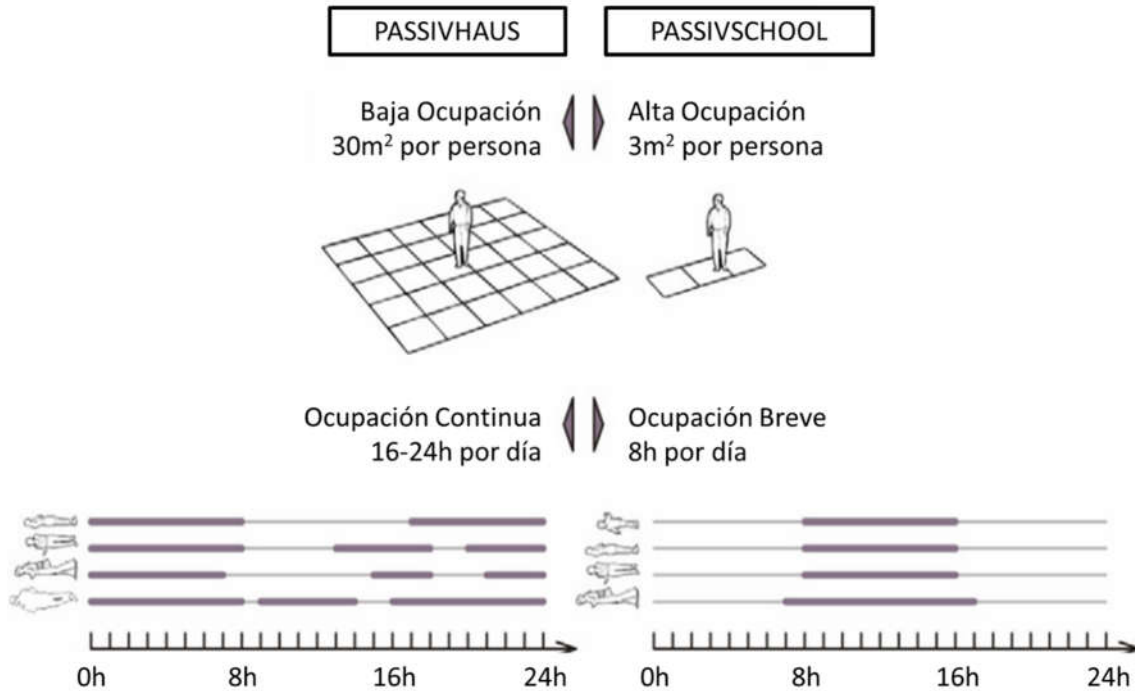 PASSIVHAUS
PASSIVSCHOOL
Baja Ocupación
30m² por persona
Alta Ocupación
3m² por persona
Ocupación Continua
16-24h por día
Ocupación Breve
8h por día
0h 8h 16h 24h
0h 8h 16h 24h